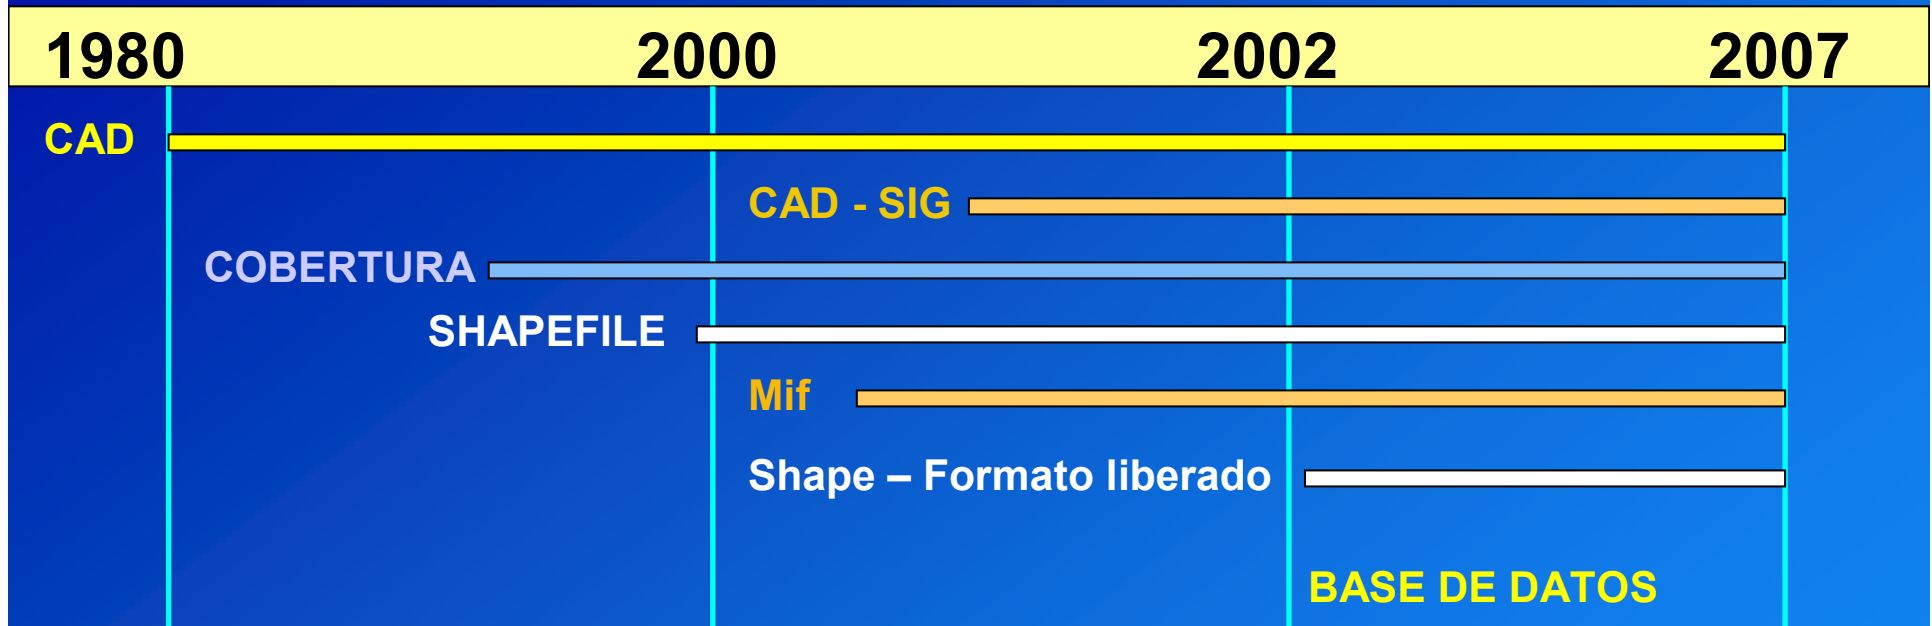 1980 2000 2002 2007
CAD
CAD - SIG
COBERTURA
SHAPEFILE
Mif
Shape – Formato liberado
BASE DE DATOS